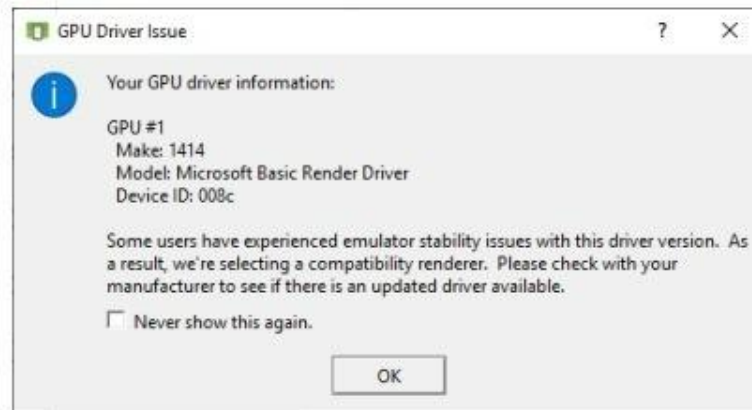 GPU Driver Issue
Your GPU driver information:
GPU #1
Make: 1414
Model: Microsoft Basic Render Driver
Device ID: 008c
Some users have experienced emulator stability issues with this driver version. As
a result, we're selecting a compatibility renderer. Please check with your
manufacturer to see if there is an updated driver available.
Never show this again.
OK